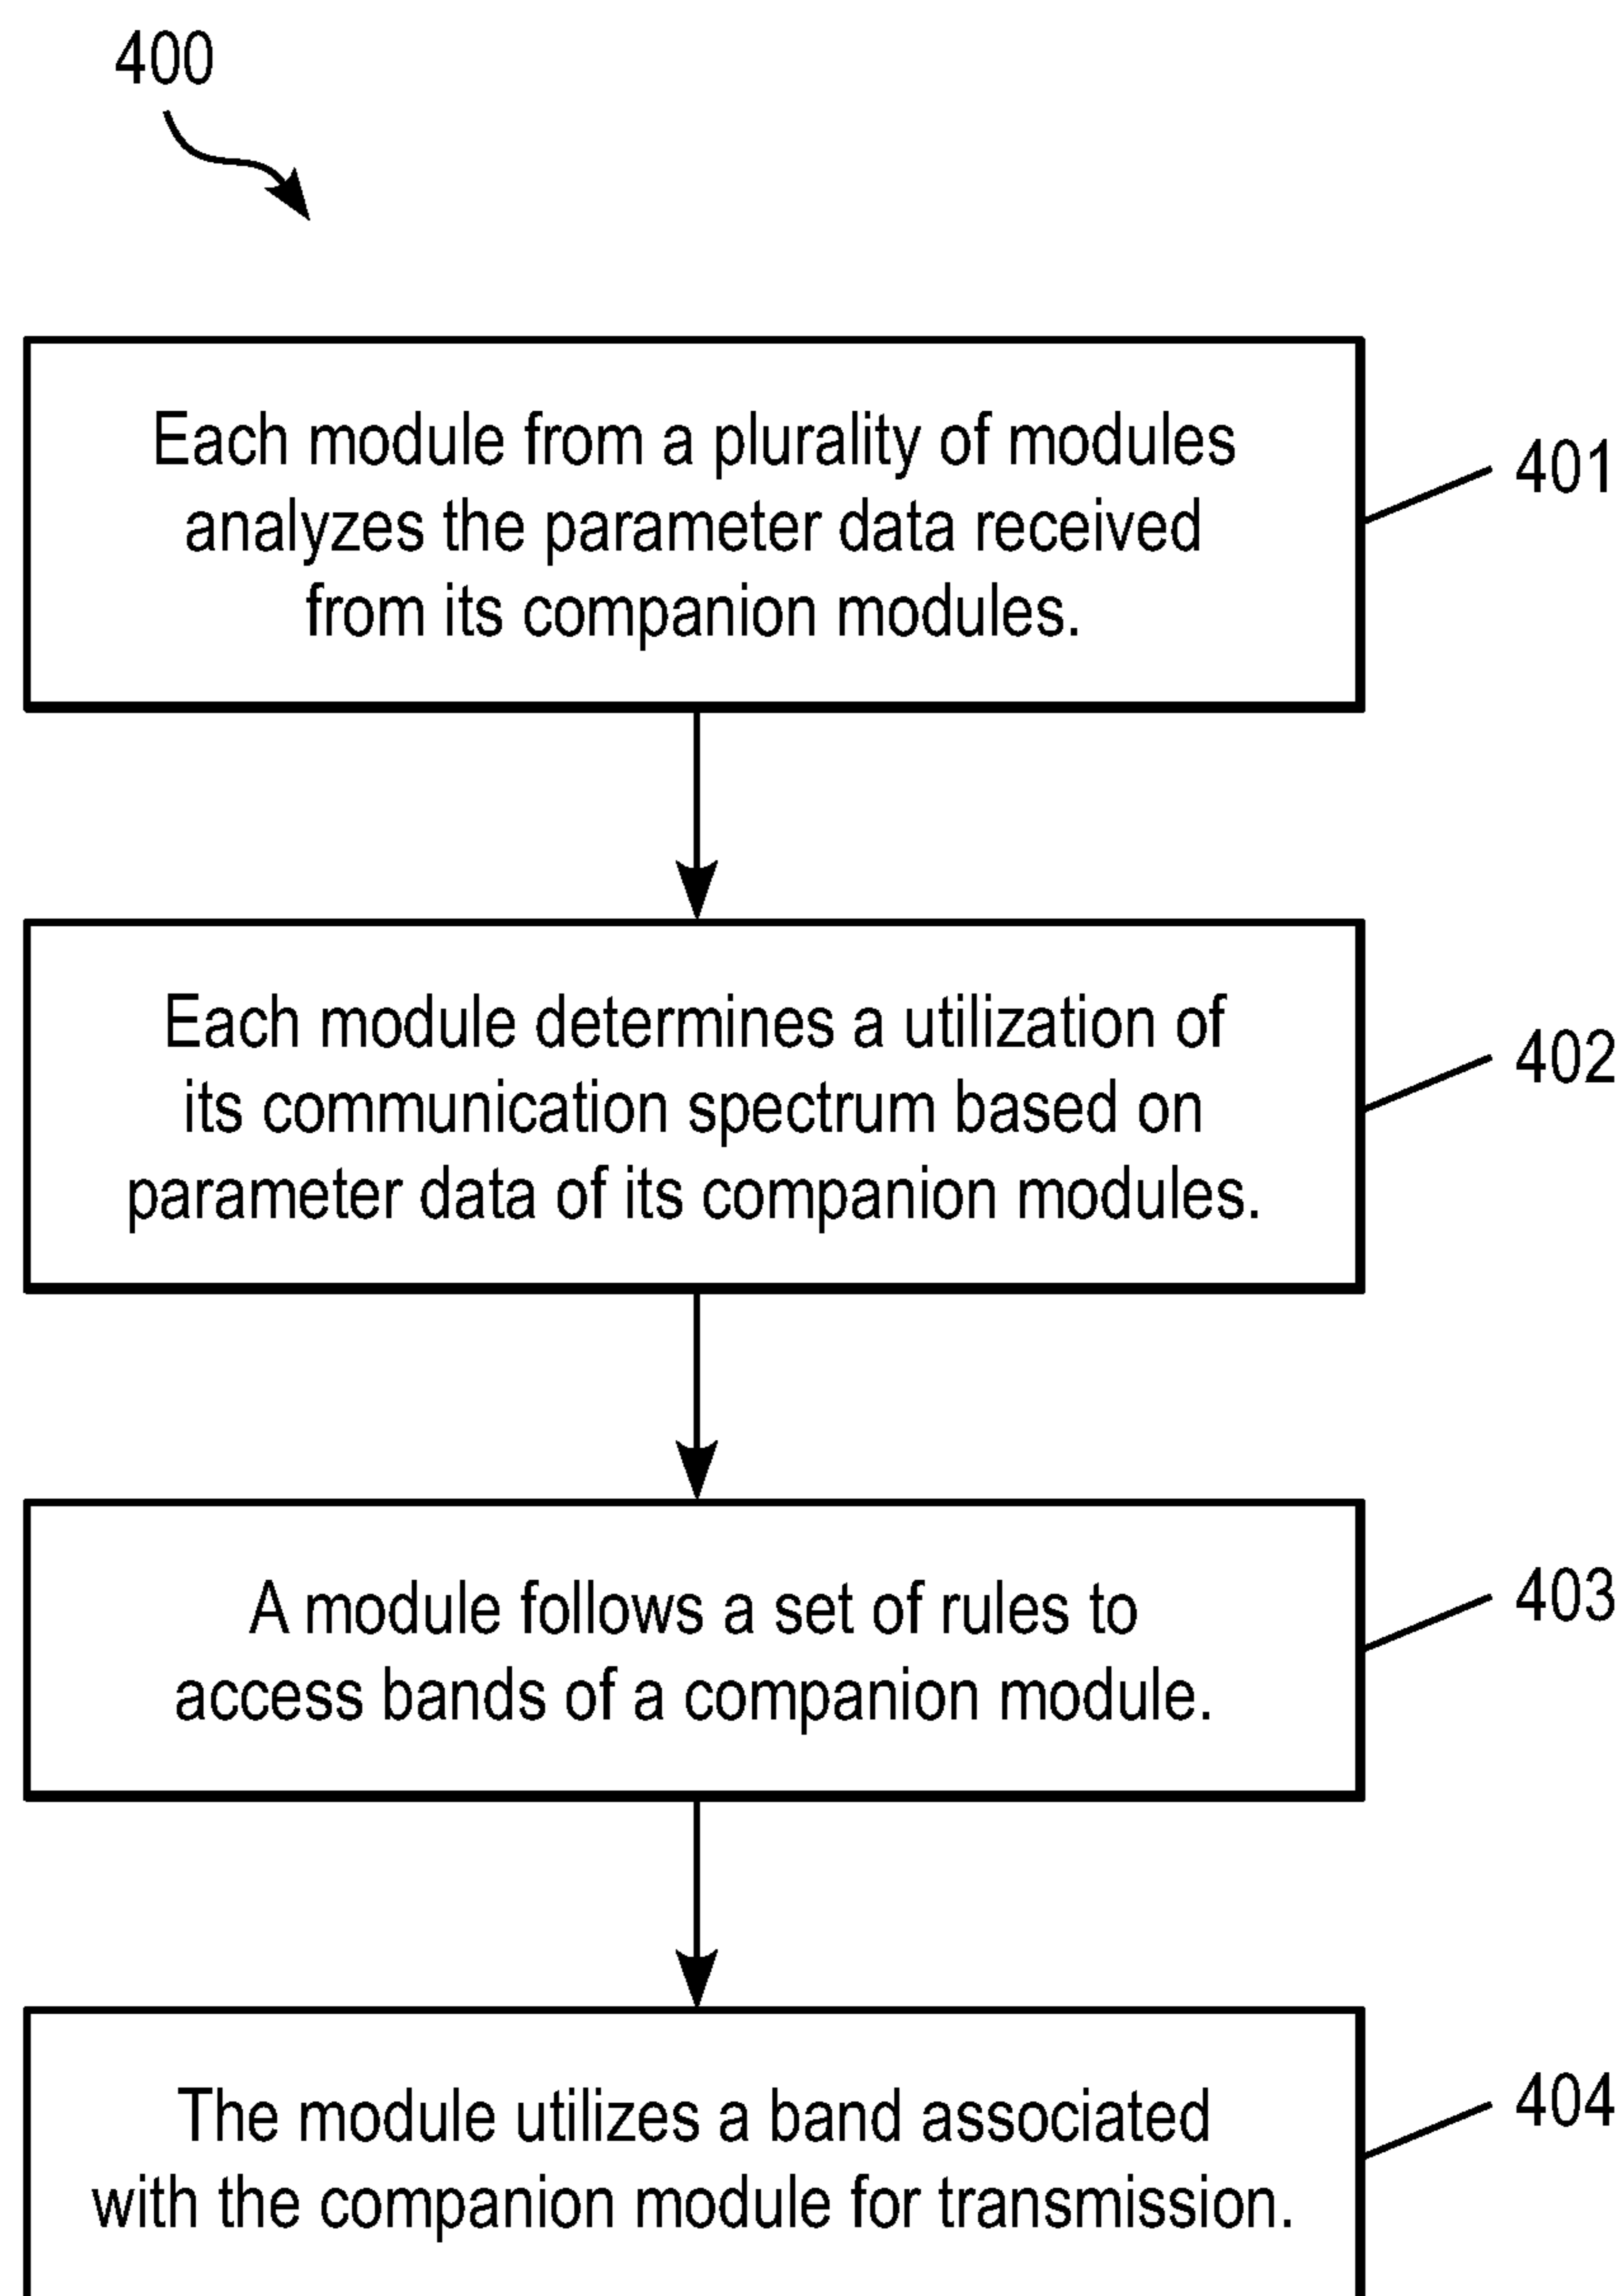 400
Each module from a plurality of modules
analyzes the parameter data received
from its companion modules.
401
Each module determines a utilization of
its communication spectrum based on
parameter data of its companion modules.
402
A module follows a set of rules to
access bands of a companion module.
403
The module utilizes a band associated
with the companion module for transmission.
404